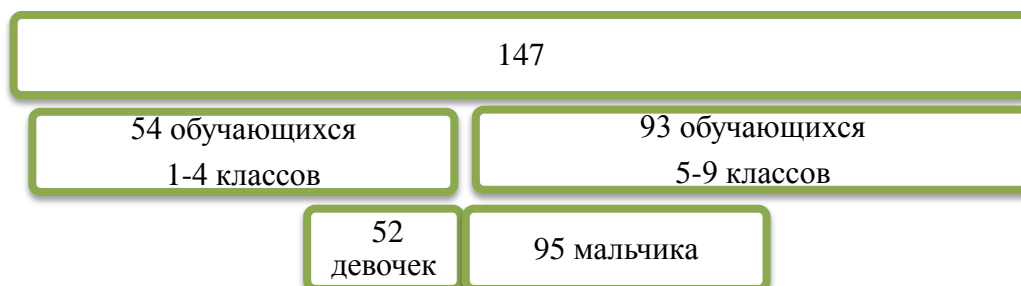 147
54 обучающихся
1-4 классов
93 обучающихся
5-9 классов
52
девочек
95 мальчика